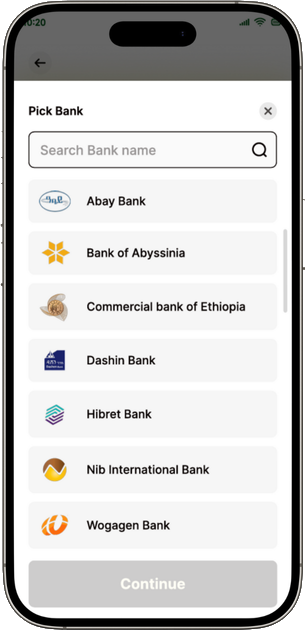 0:20
Pick Bank
Search Bank name
Abay Bank
Bank of Abyssinia
Commercial bank of Ethiopia
Dashin Bank
Hibret Bank
Nib International Bank
Wogagen Bank
Continue